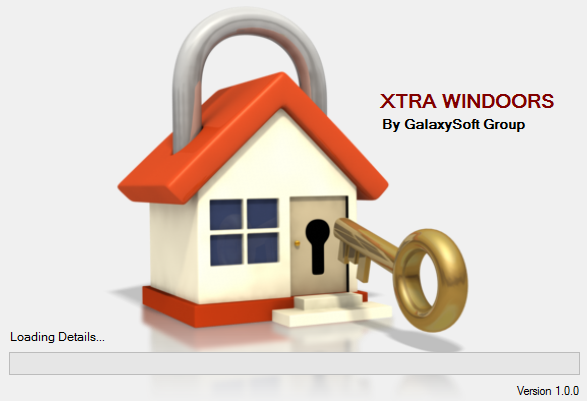 XTRA WINDOORS
By GalaxySoft Group
Loading Details...
Version 1.0.0